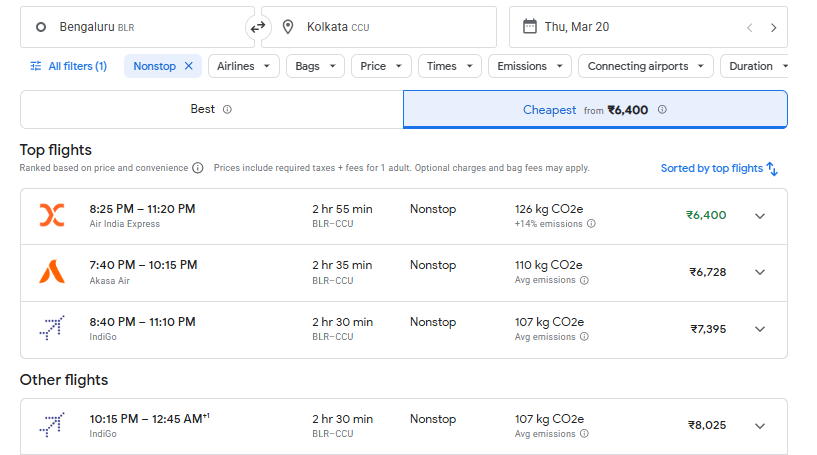 Bengaluru BLR Kolkata CCU Thu, Mar 20
All filters (1) Nonstop Airlines Bags Price Times Emissions Connecting airports Duration
Best Cheapest from ₹6,400
Top flights
Ranked based on price and convenience Prices include required taxes + fees for 1 adult. Optional charges and bag fees may apply. Sorted by top flights
8:25 PM – 11:20 PM 2 hr 55 min Nonstop 126 kg CO2e ₹6,400
Air India Express BLR–CCU +14% emissions
7:40 PM – 10:15 PM 2 hr 35 min Nonstop 110 kg CO2e ₹6,728
Akasa Air BLR–CCU Avg emissions
8:40 PM – 11:10 PM 2 hr 30 min Nonstop 107 kg CO2e ₹7,395
IndiGo BLR–CCU Avg emissions
Other flights
10:15 PM – 12:45 AM+1 2 hr 30 min Nonstop 107 kg CO2e ₹8,025
IndiGo BLR–CCU Avg emissions